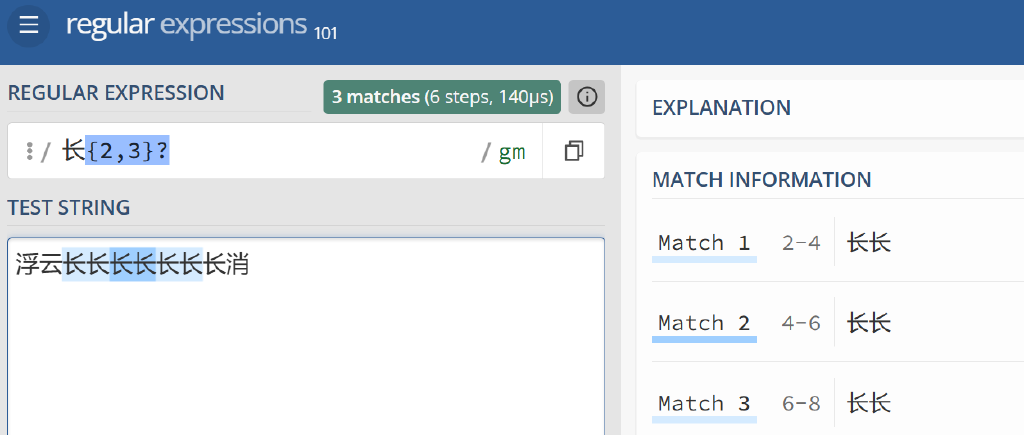 regular expressions 101
REGULAR EXPRESSION
3 matches (6 steps, 140μs)
/ 长{2,3}? / gm
TEST STRING
浮云长长长长长长长消
EXPLANATION
MATCH INFORMATION
Match 1 2-4 长长
Match 2 4-6 长长
Match 3 6-8 长长